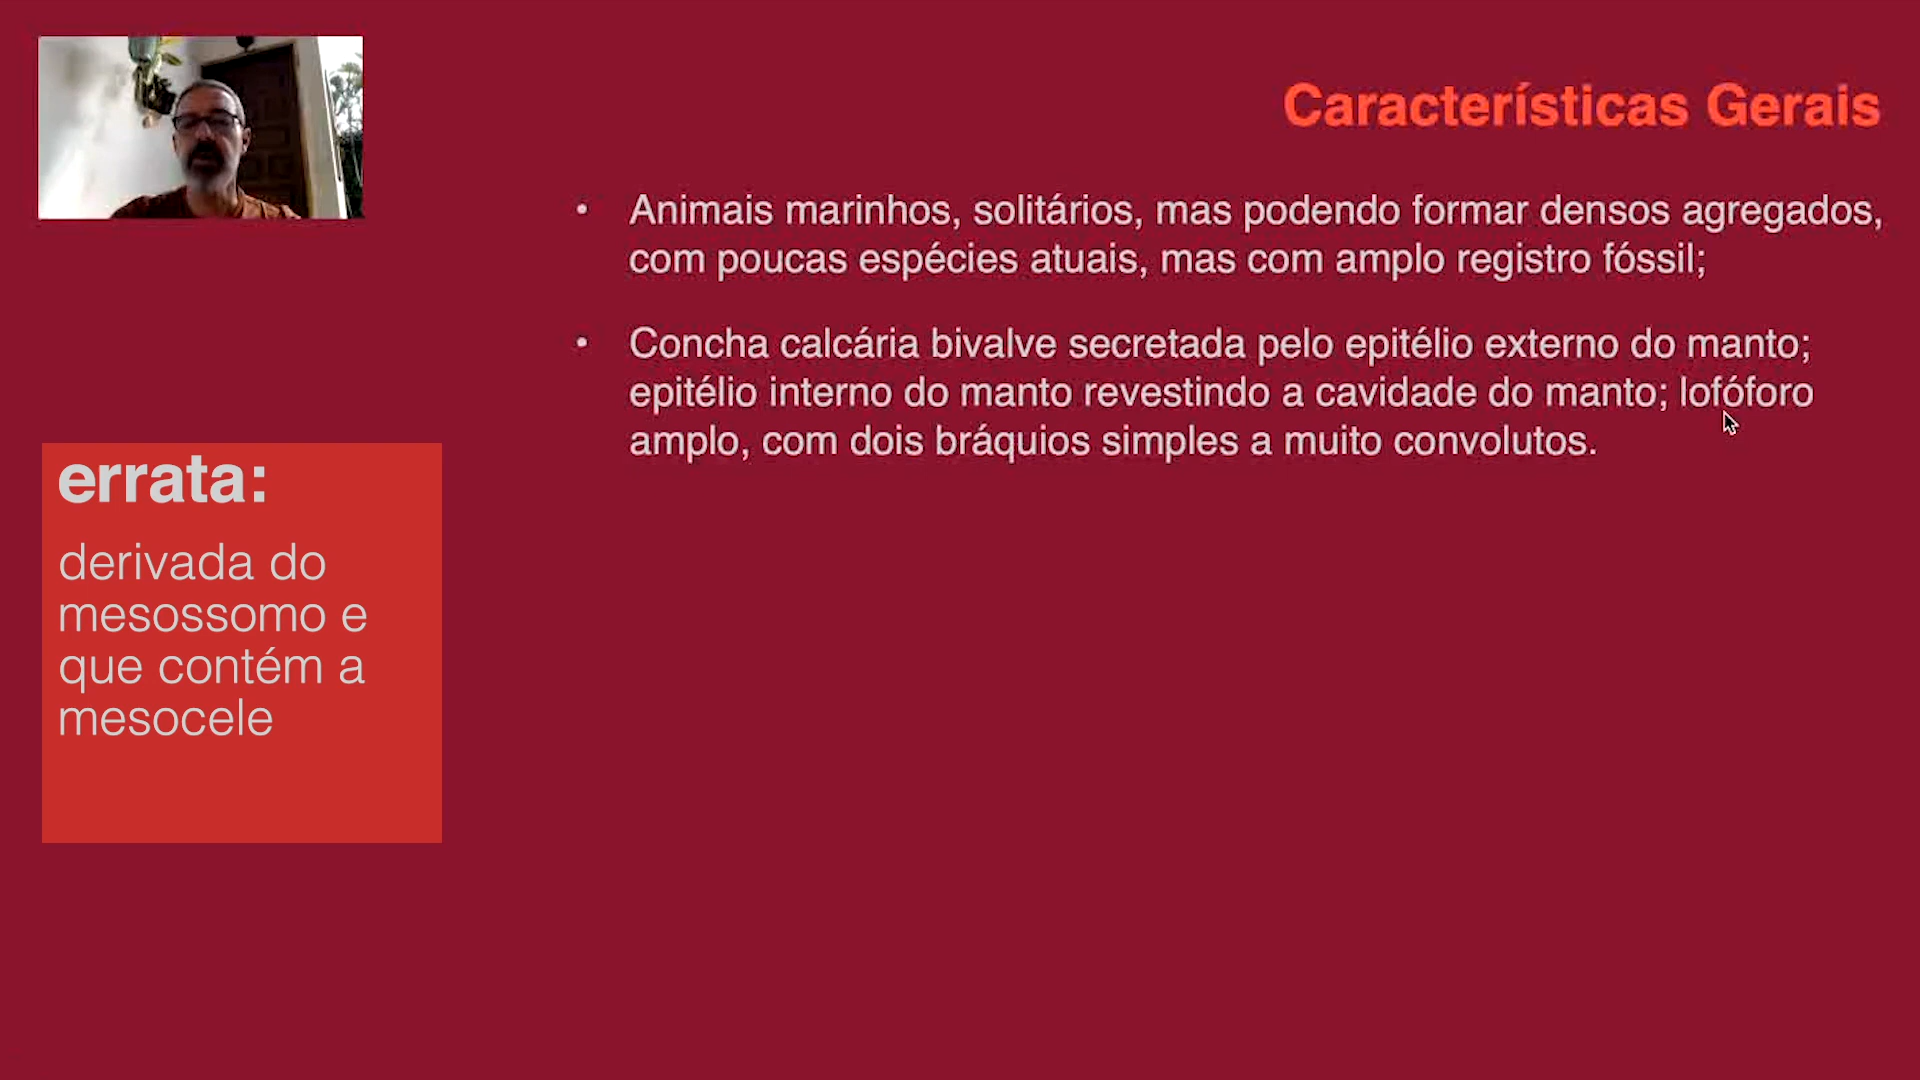 Características Gerais
• Animais marinhos, solitários, mas podendo formar densos agregados,
com poucas espécies atuais, mas com amplo registro fóssil;
• Concha calcária bivalve secretada pelo epitélio externo do manto;
epitélio interno do manto revestindo a cavidade do manto; lofóforo
amplo, com dois bráquios simples a muito convolutos.
errata:
derivada do
mesossomo e
que contém a
mesocele